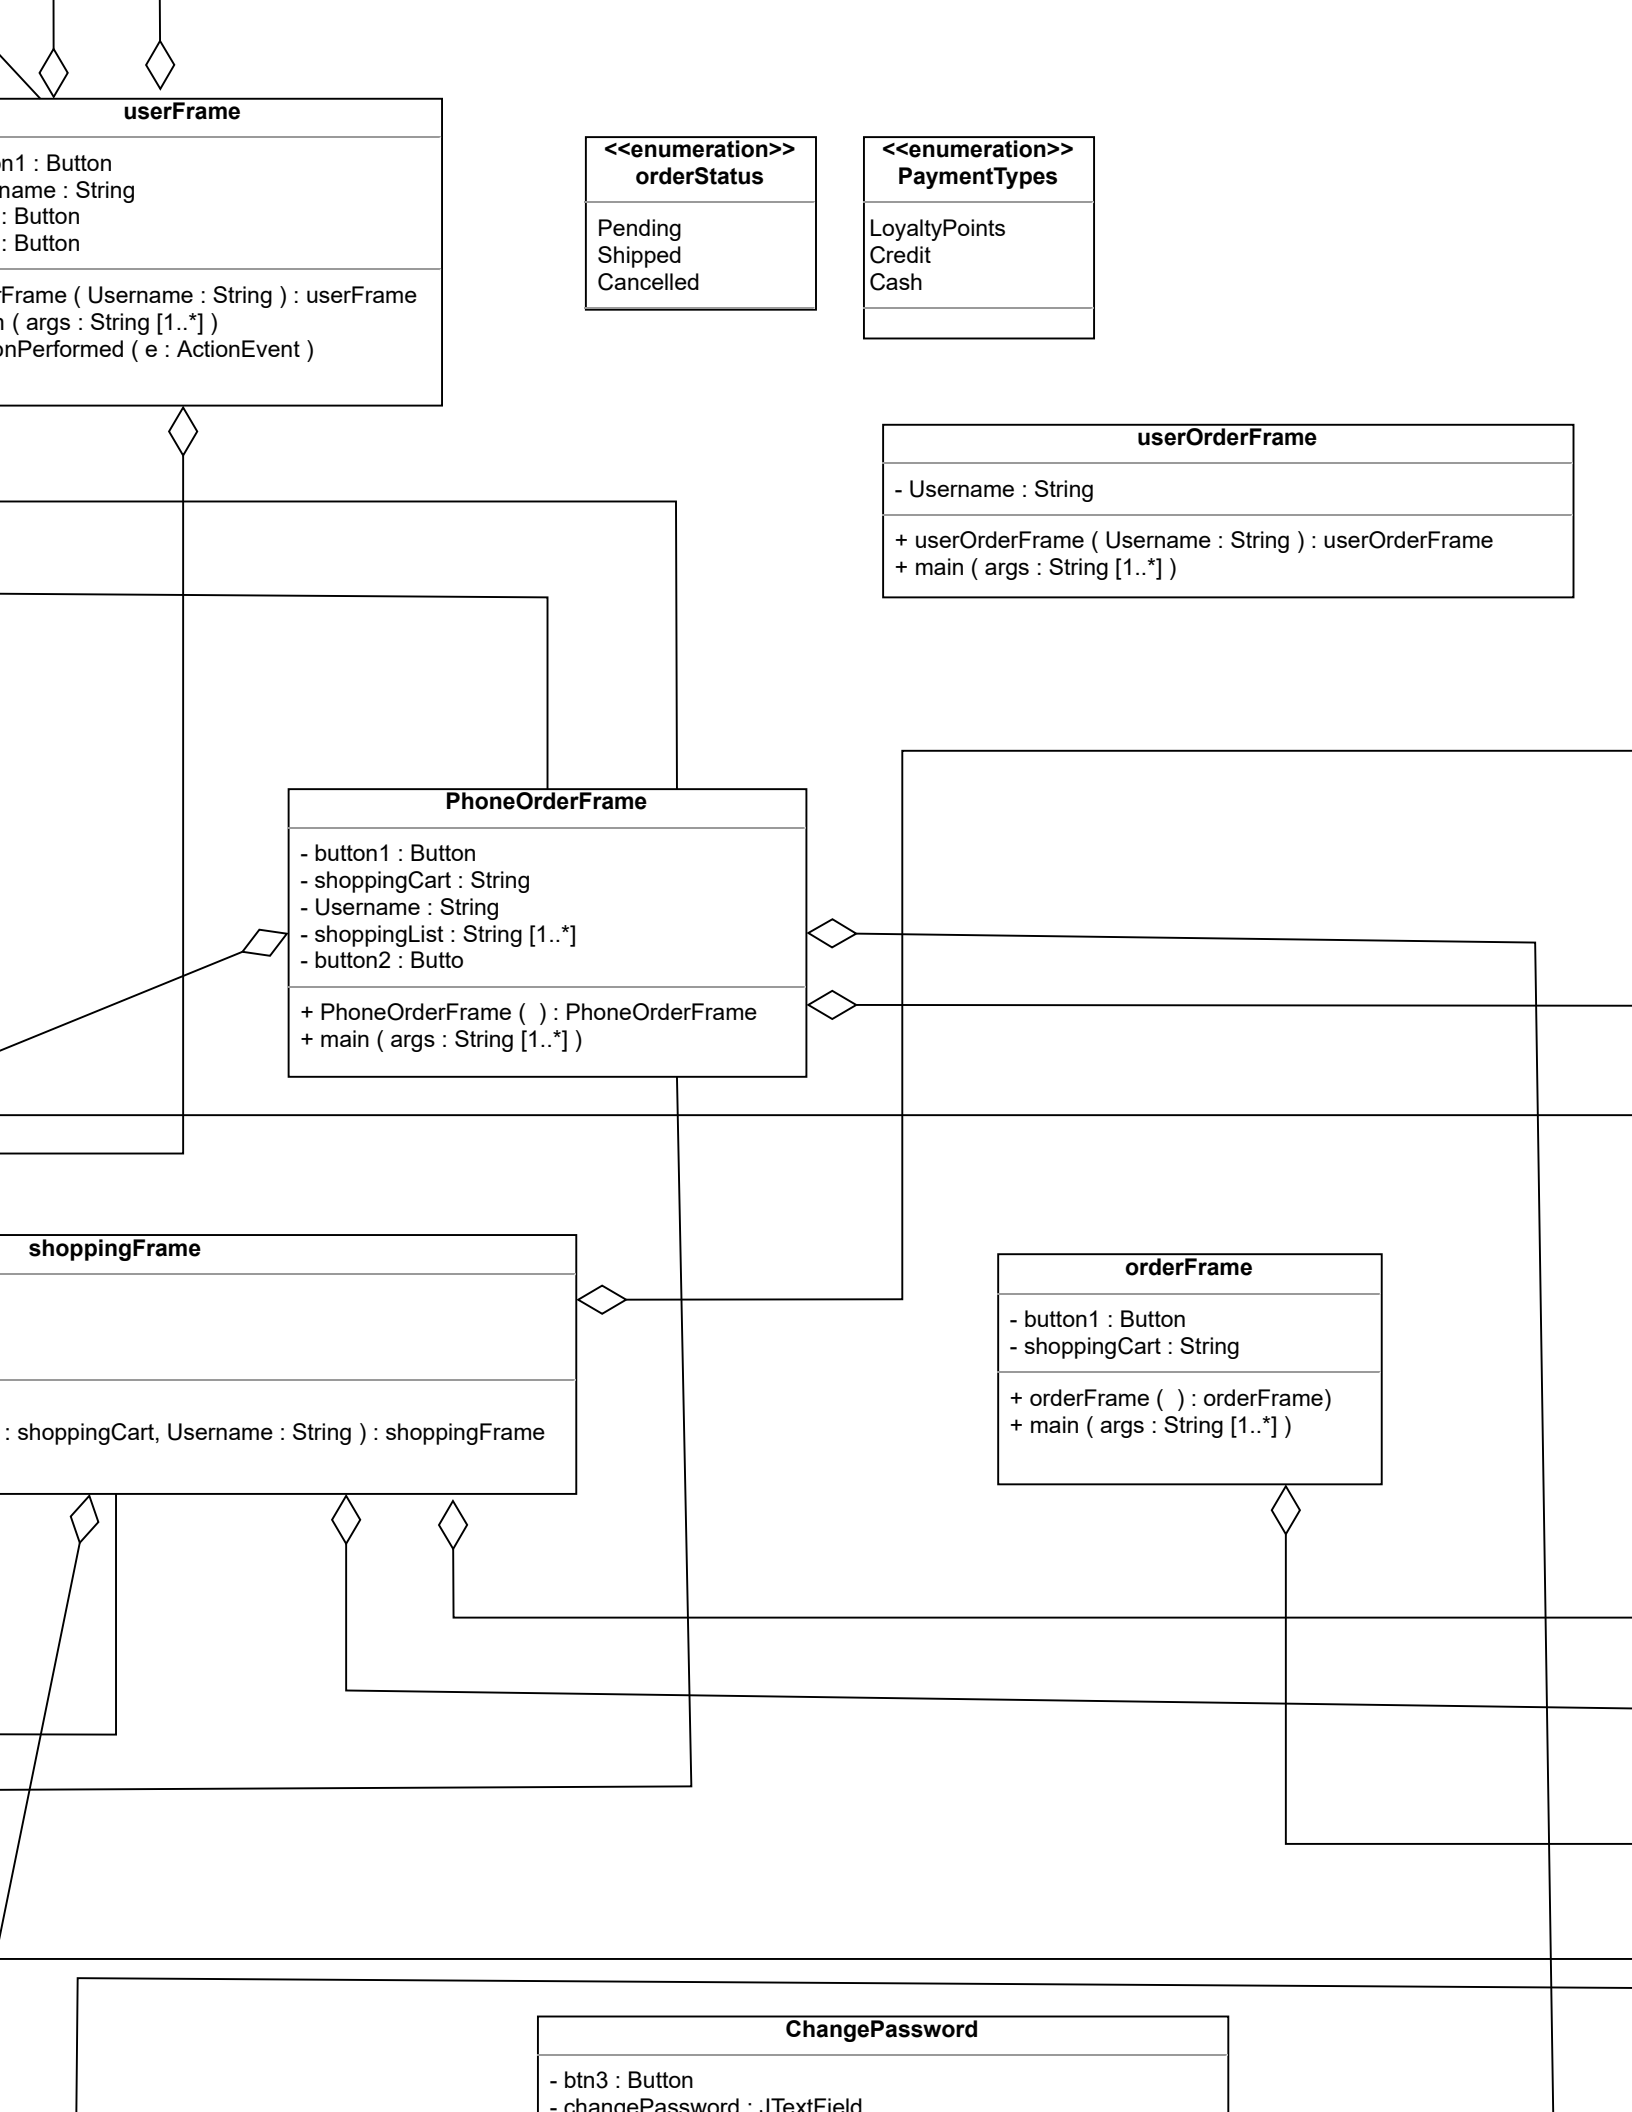 userFrame
n1 : Button
name : String
: Button
: Button
Frame ( Username : String ) : userFrame
( args : String [1..*] )
onPerformed ( e : ActionEvent )
<<enumeration>>
orderStatus
Pending
Shipped
Cancelled
<<enumeration>>
PaymentTypes
LoyaltyPoints
Credit
Cash
userOrderFrame
- Username : String
+ userOrderFrame ( Username : String ) : userOrderFrame
+ main ( args : String [1..*] )
PhoneOrderFrame
- button1 : Button
- shoppingCart : String
- Username : String
- shoppingList : String [1..*]
- button2 : Butto
+ PhoneOrderFrame (  ) : PhoneOrderFrame
+ main ( args : String [1..*] )
shoppingFrame
: shoppingCart, Username : String ) : shoppingFrame
orderFrame
- button1 : Button
- shoppingCart : String
+ orderFrame (  ) : orderFrame)
+ main ( args : String [1..*] )
ChangePassword
- btn3 : Button
- changePassword : JTextField